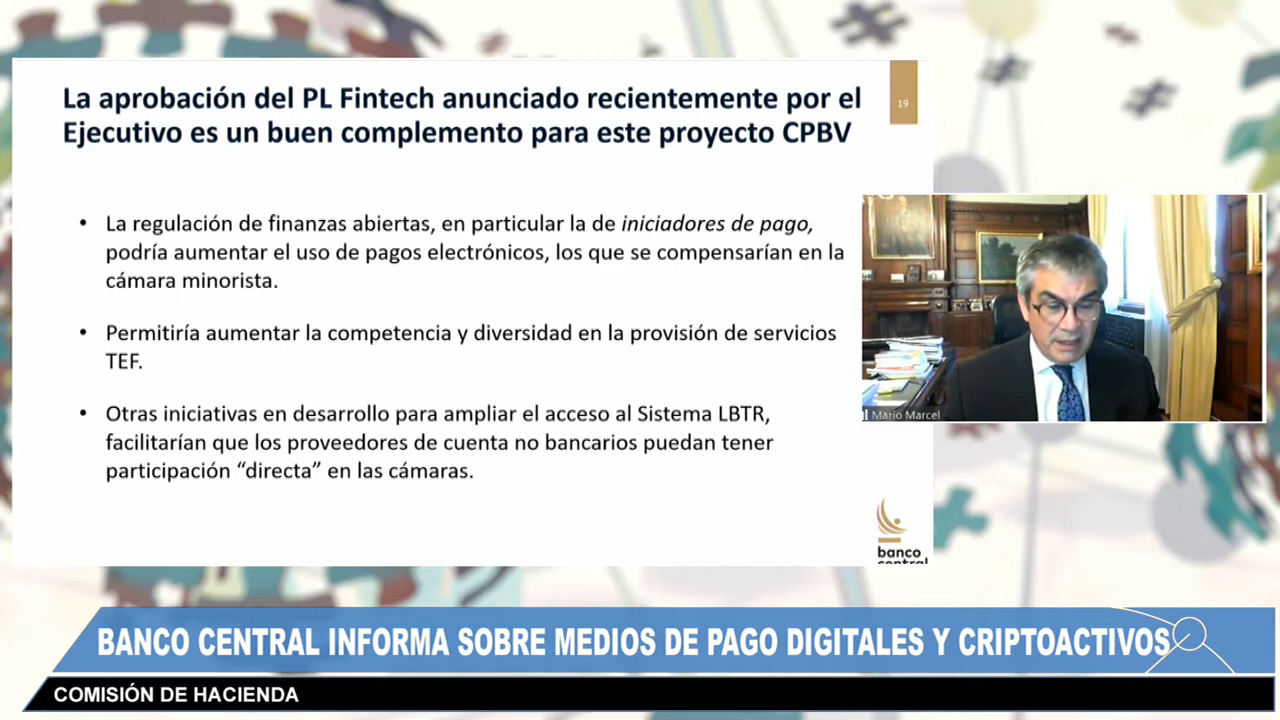 La aprobación del PL Fintech anunciado recientemente por el
Ejecutivo es un buen complemento para este proyecto CPBV
19
• La regulación de finanzas abiertas, en particular la de iniciadores de pago,
podría aumentar el uso de pagos electrónicos, los que se compensarían en la
cámara minorista.
• Permitiría aumentar la competencia y diversidad en la provisión de servicios
TEF.
• Otras iniciativas en desarrollo para ampliar el acceso al Sistema LBTR,
facilitarían que los proveedores de cuenta no bancarios puedan tener
participación “directa” en las cámaras.
Mario Marcel
banco
central
BANCO CENTRAL INFORMA SOBRE MEDIOS DE PAGO DIGITALES Y CRIPTOACTIVOS
COMISIÓN DE HACIENDA